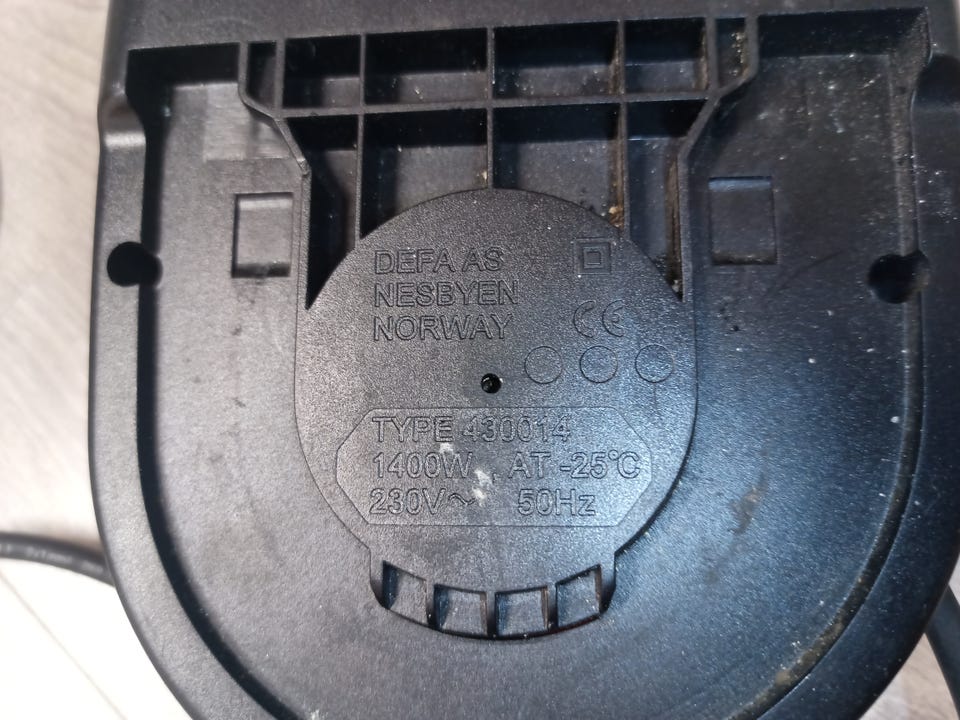 DEFA AS
NESBYEN
NORWAY
CE
TYPE 430014
1400W , AT -25°C
230V~ 50Hz